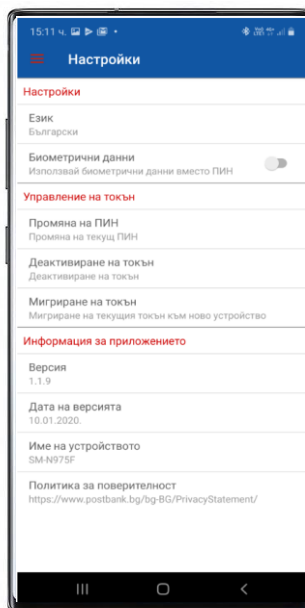 15:11 ч.
Настройки
Настройки
Език
Български
Биометрични данни
Използвай биометрични данни вместо ПИН
Управление на токън
Промяна на ПИН
Промяна на текущ ПИН
Деактивиране на токън
Деактивиране на токън
Мигриране на токън
Мигриране на текущия токън към ново устройство
Информация за приложението
Версия
1.1.9
Дата на версията
10.01.2020.
Име на устройството
SM-N975F
Политика за поверителност
https://www.postbank.bg/bg-BG/PrivacyStatement/